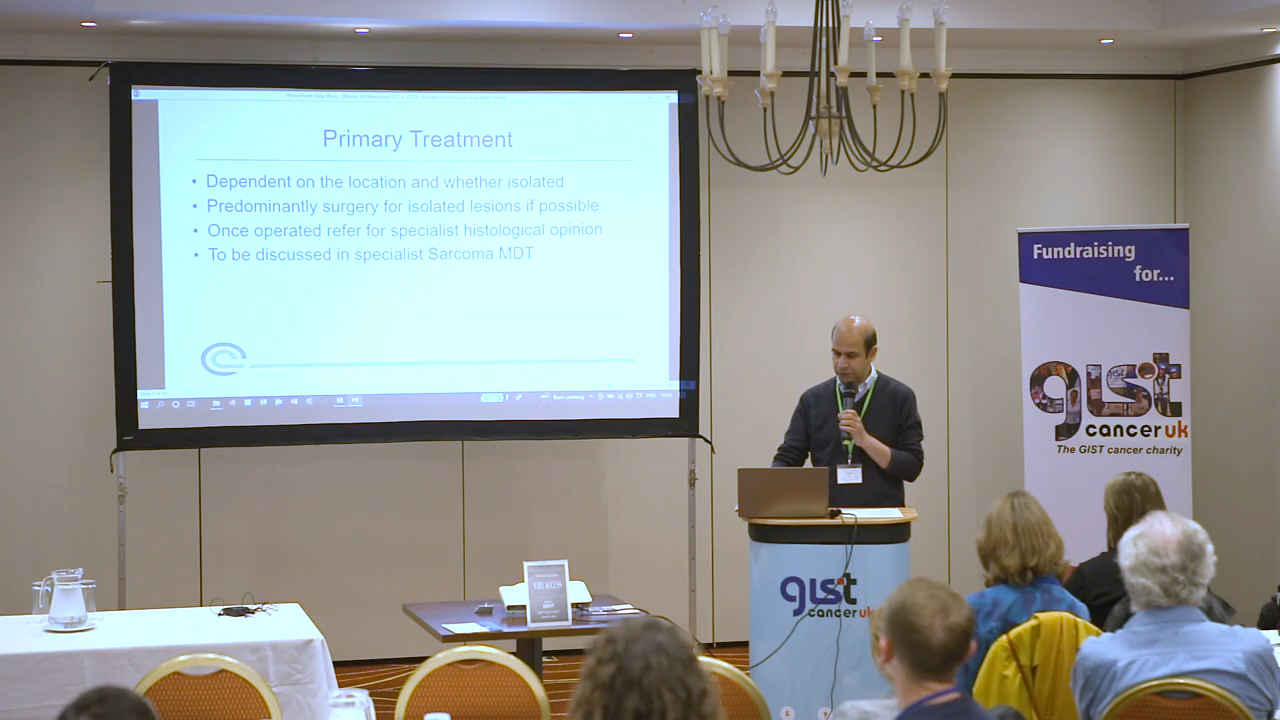 Primary Treatment
• Dependent on the location and whether isolated
• Predominantly surgery for isolated lesions if possible
• Once operated refer for specialist histological opinion
• To be discussed in specialist Sarcoma MDT
Fundraising
for...
gist
cancer uk
The GIST cancer charity
gist
cancer uk